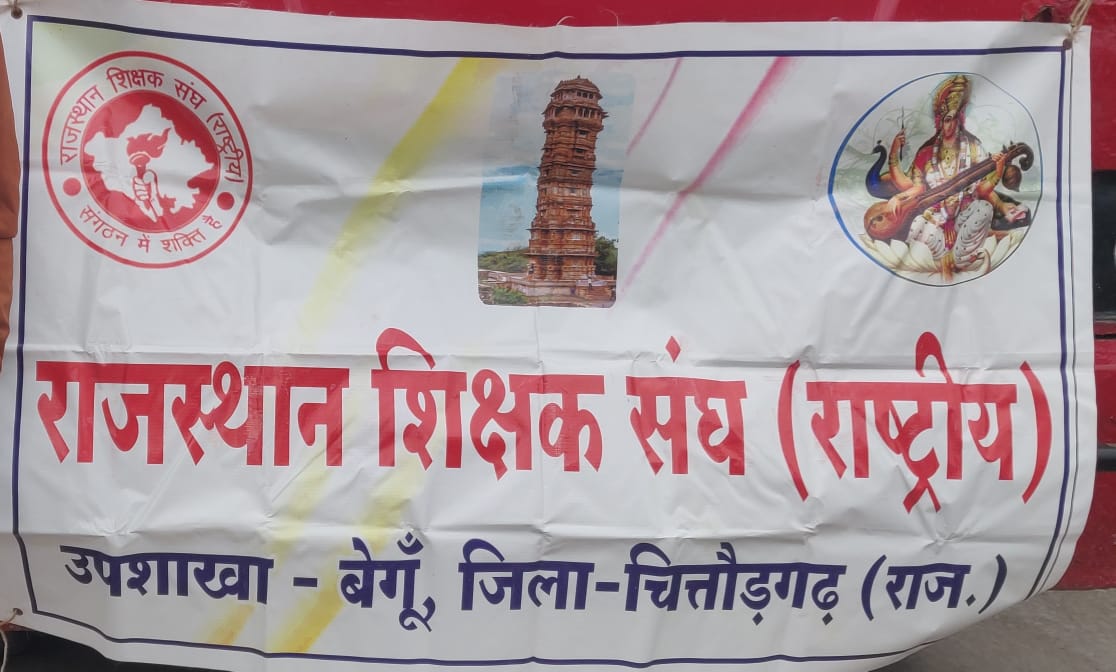 राजस्थान शिक्षक संघ (राष्ट्रीय)
संगठन में शक्ति है
राजस्थान शिक्षक संघ (राष्ट्रीय)
उपशाखा - बेगूँ, जिला-चित्तौड़गढ़ (राज.)